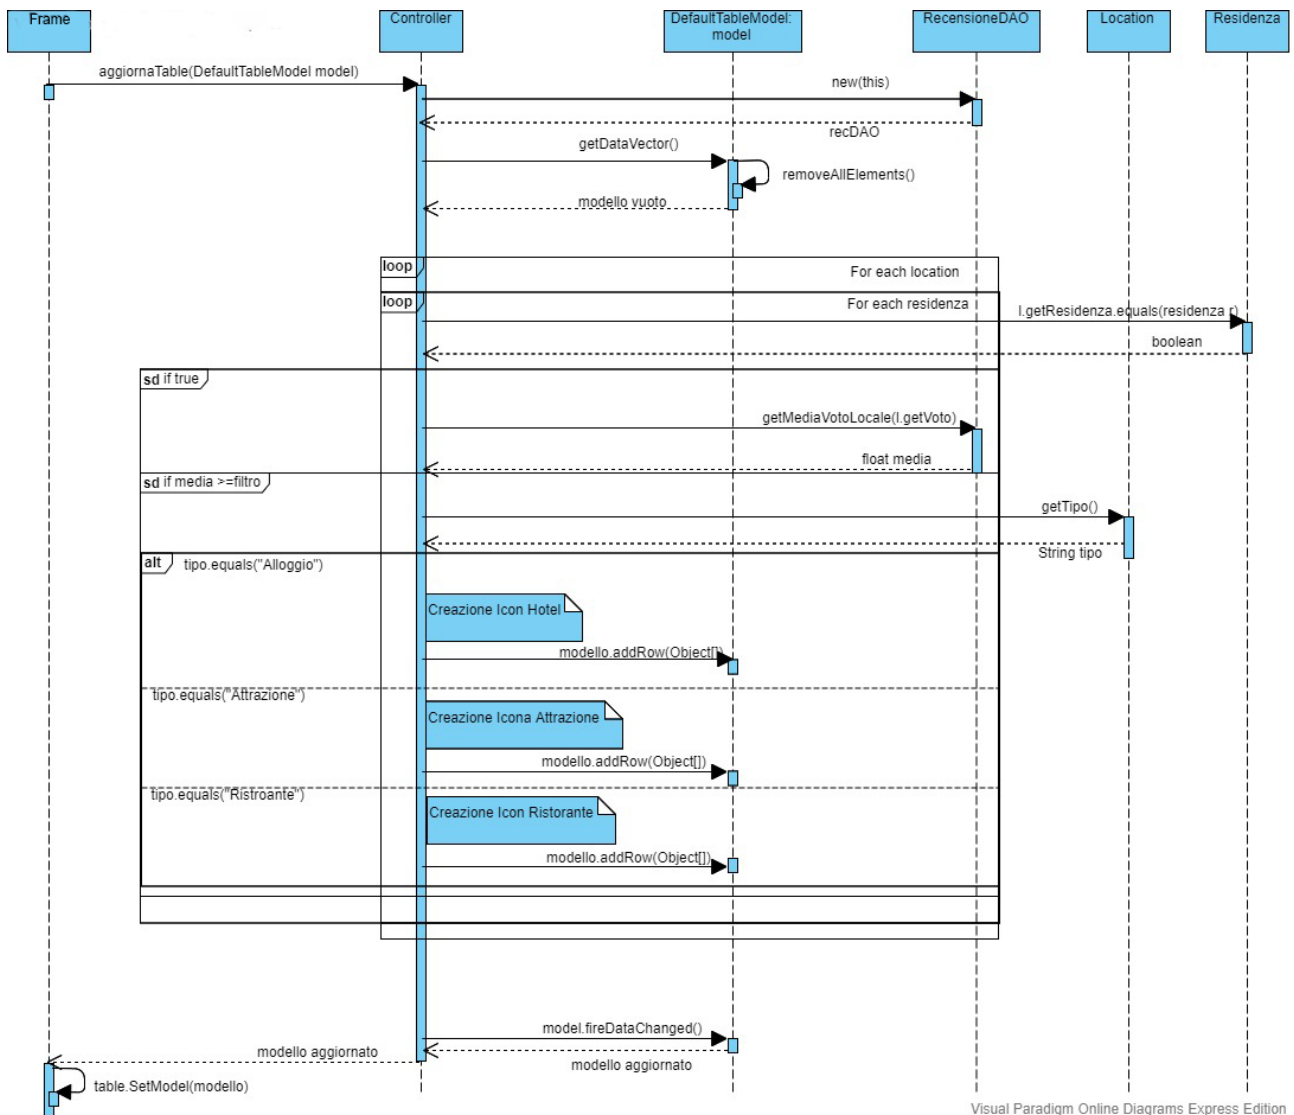 Frame
Controller
DefaultTableModel:
model
RecensioneDAO
Location
Residenza
aggiornaTable(DefaultTableModel model)
new(this)
recDAO
getDataVector()
removeAllElements()
modello vuoto
loop
For each location
loop
For each residenza
l.getResidenza.equals(residenza r)
boolean
sd if true
getMediaVotoLocale(l.getVoto)
float media
sd if media >=filtro
getTipo()
String tipo
alt
tipo.equals("Alloggio")
Creazione Icon Hotel
modello.addRow(Object[])
tipo.equals("Attrazione")
Creazione Icona Attrazione
modello.addRow(Object[])
tipo.equals("Ristroante")
Creazione Icon Ristorante
modello.addRow(Object[])
model.fireDataChanged()
modello aggiornato
modello aggiornato
table.SetModel(modello)
Visual Paradigm Online Diagrams Express Edition